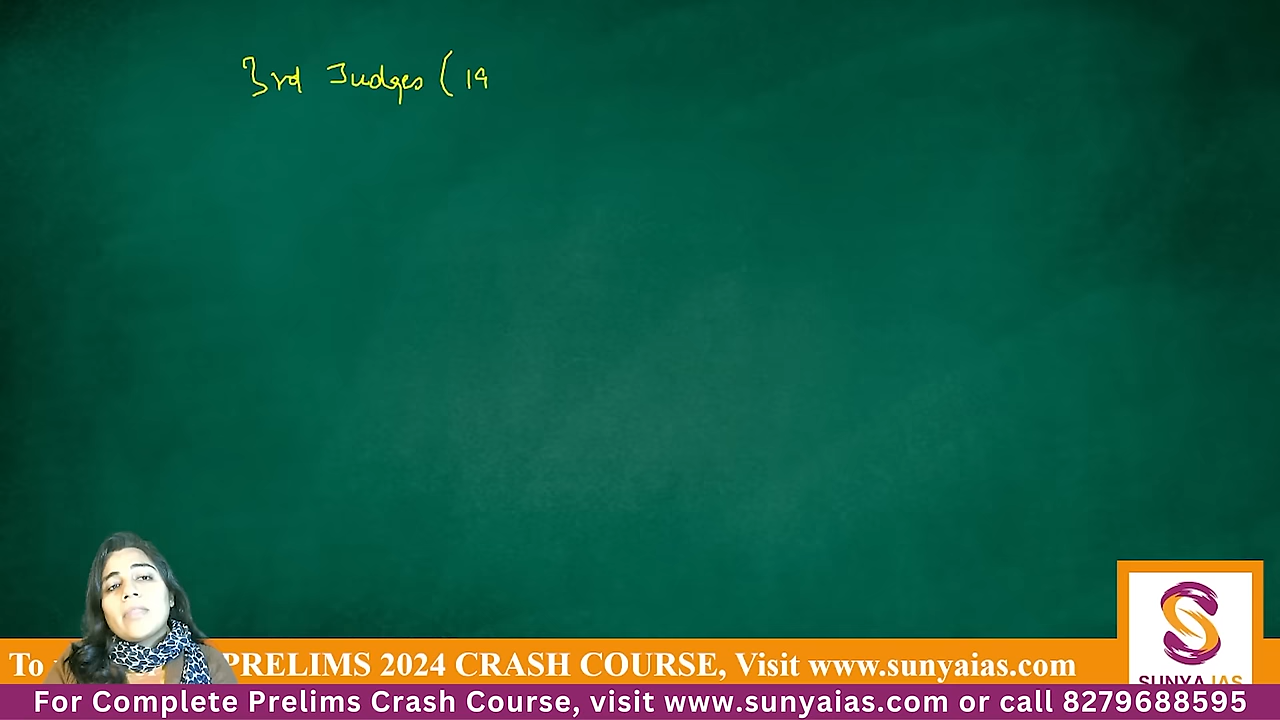 3rd Judges (19
To PRELIMS 2024 CRASH COURSE, Visit www.sunyaias.com
SUNYA IAS
For Complete Prelims Crash Course, visit www.sunyaias.com or call 8279688595